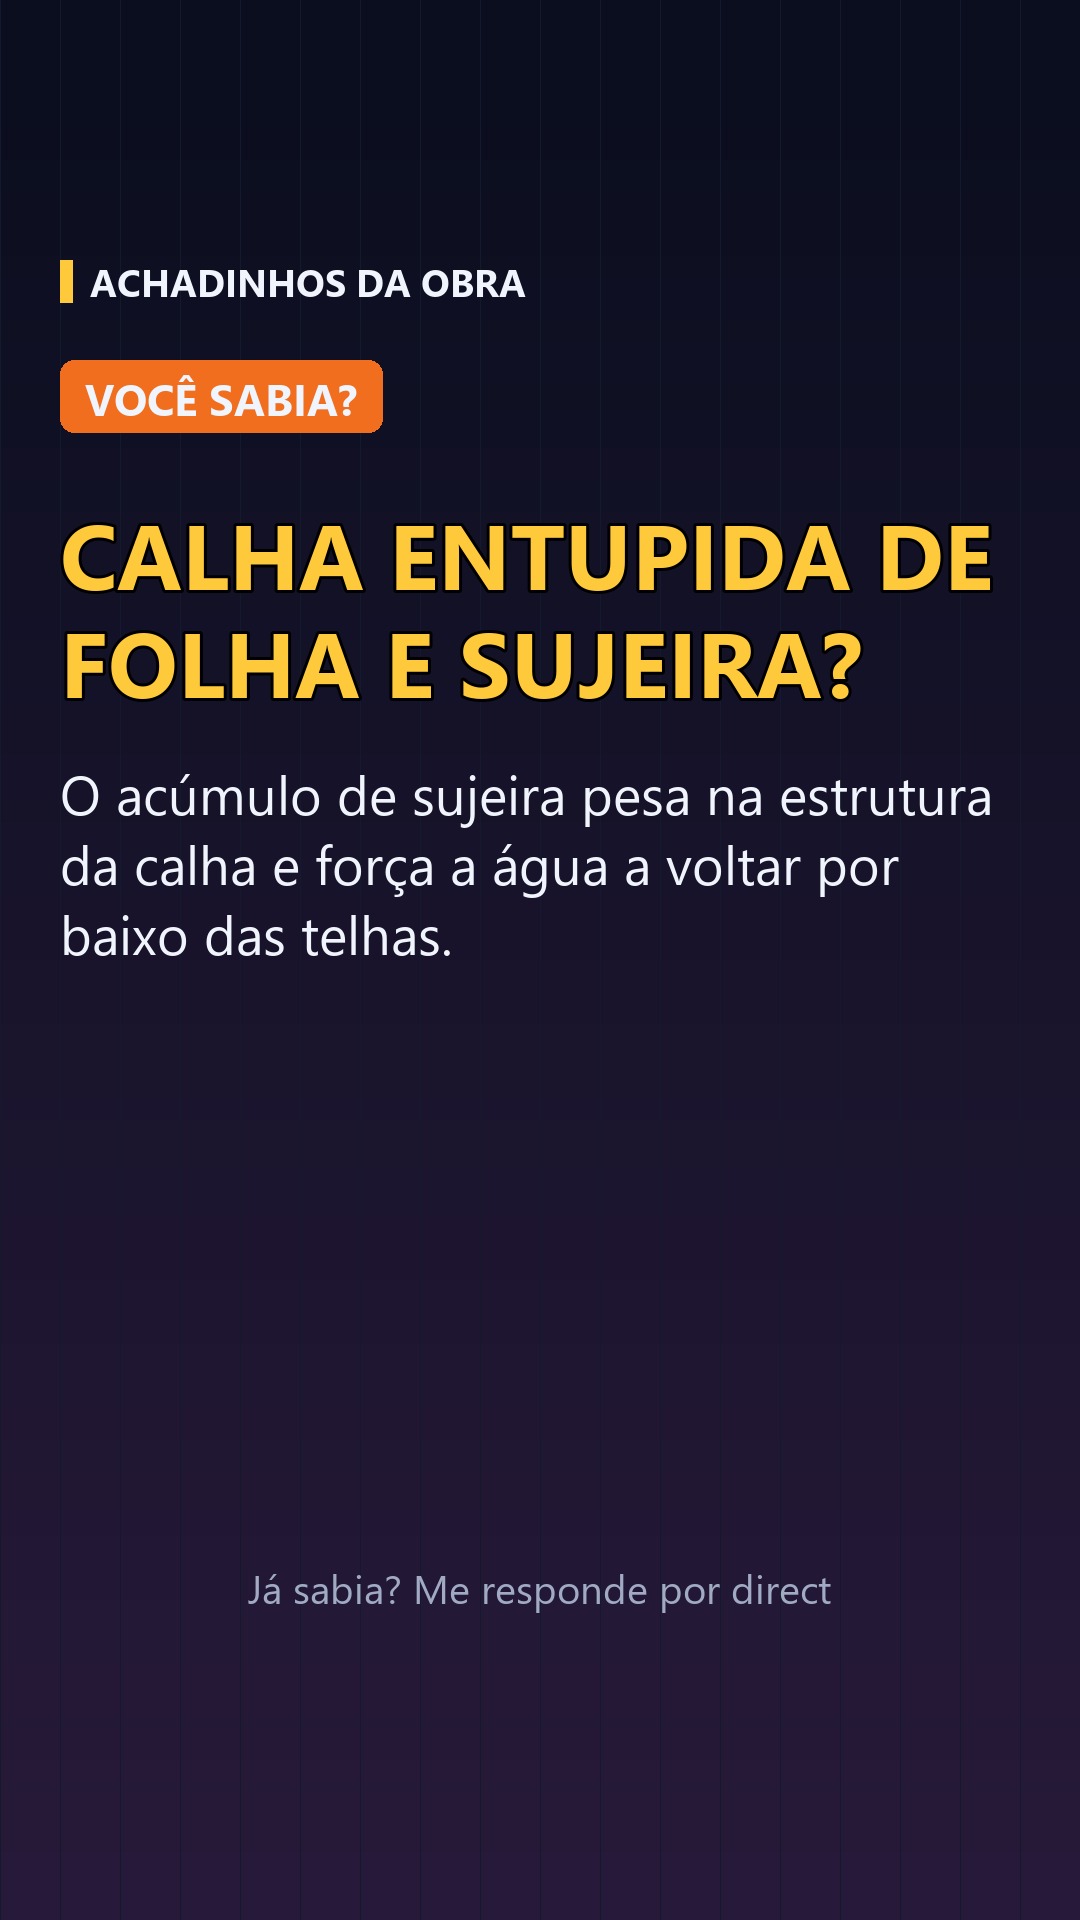 ACHADINHOS DA OBRA
VOCÊ SABIA?
CALHA ENTUPIDA DE
FOLHA E SUJEIRA?
O acúmulo de sujeira pesa na estrutura
da calha e força a água a voltar por
baixo das telhas.
Já sabia? Me responde por direct